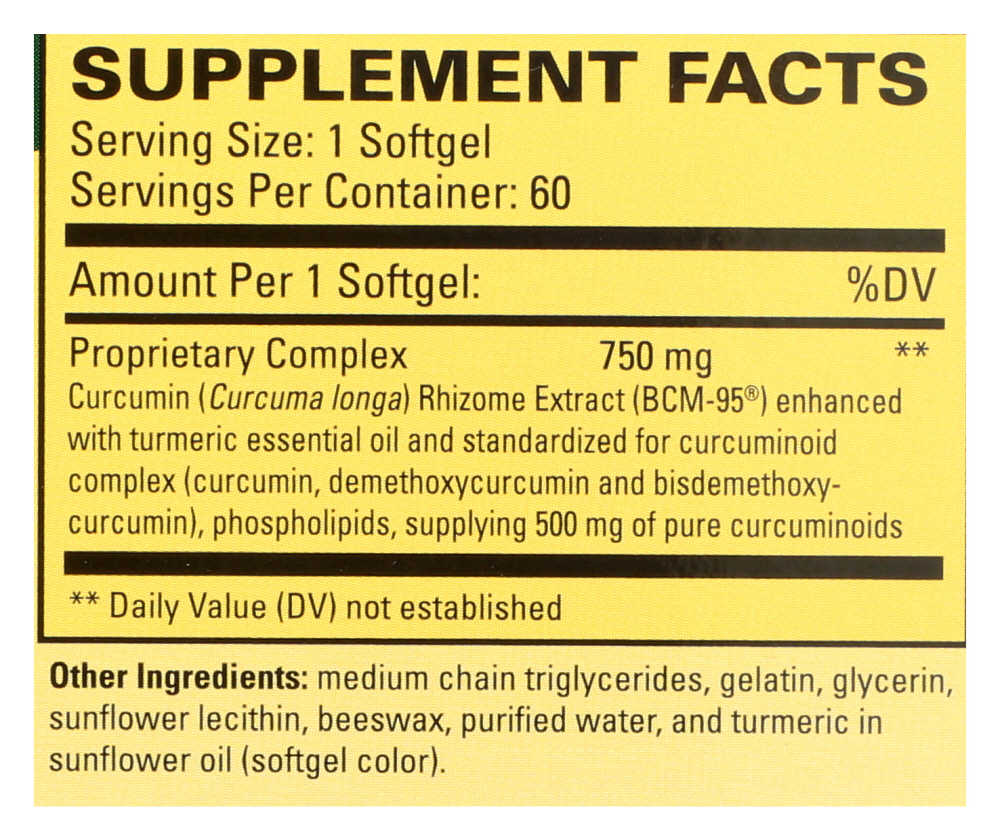 SUPPLEMENT FACTS
Serving Size: 1 Softgel
Servings Per Container: 60
Amount Per 1 Softgel: %DV
Proprietary Complex 750 mg **
Curcumin (Curcuma longa) Rhizome Extract (BCM-95®) enhanced
with turmeric essential oil and standardized for curcuminoid
complex (curcumin, demethoxycurcumin and bisdemethoxy-
curcumin), phospholipids, supplying 500 mg of pure curcuminoids
** Daily Value (DV) not established
Other Ingredients: medium chain triglycerides, gelatin, glycerin,
sunflower lecithin, beeswax, purified water, and turmeric in
sunflower oil (softgel color).